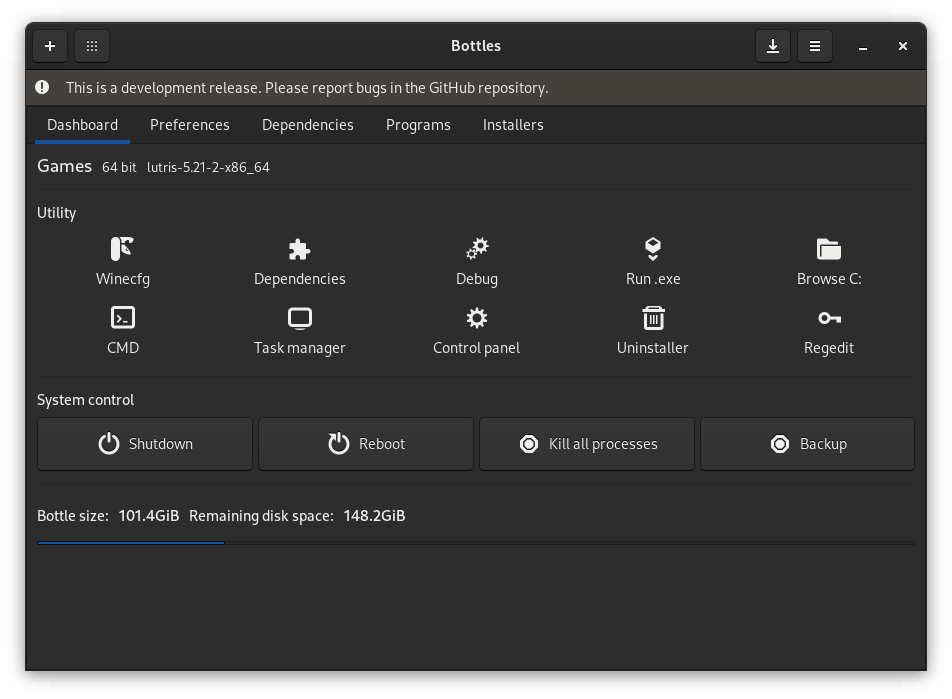 Bottles
This is a development release. Please report bugs in the GitHub repository.
Dashboard Preferences Dependencies Programs Installers
Games 64 bit lutris-5.21-2-x86_64
Utility
Winecfg Dependencies Debug Run .exe Browse C:
CMD Task manager Control panel Uninstaller Regedit
System control
Shutdown Reboot Kill all processes Backup
Bottle size: 101.4GiB Remaining disk space: 148.2GiB